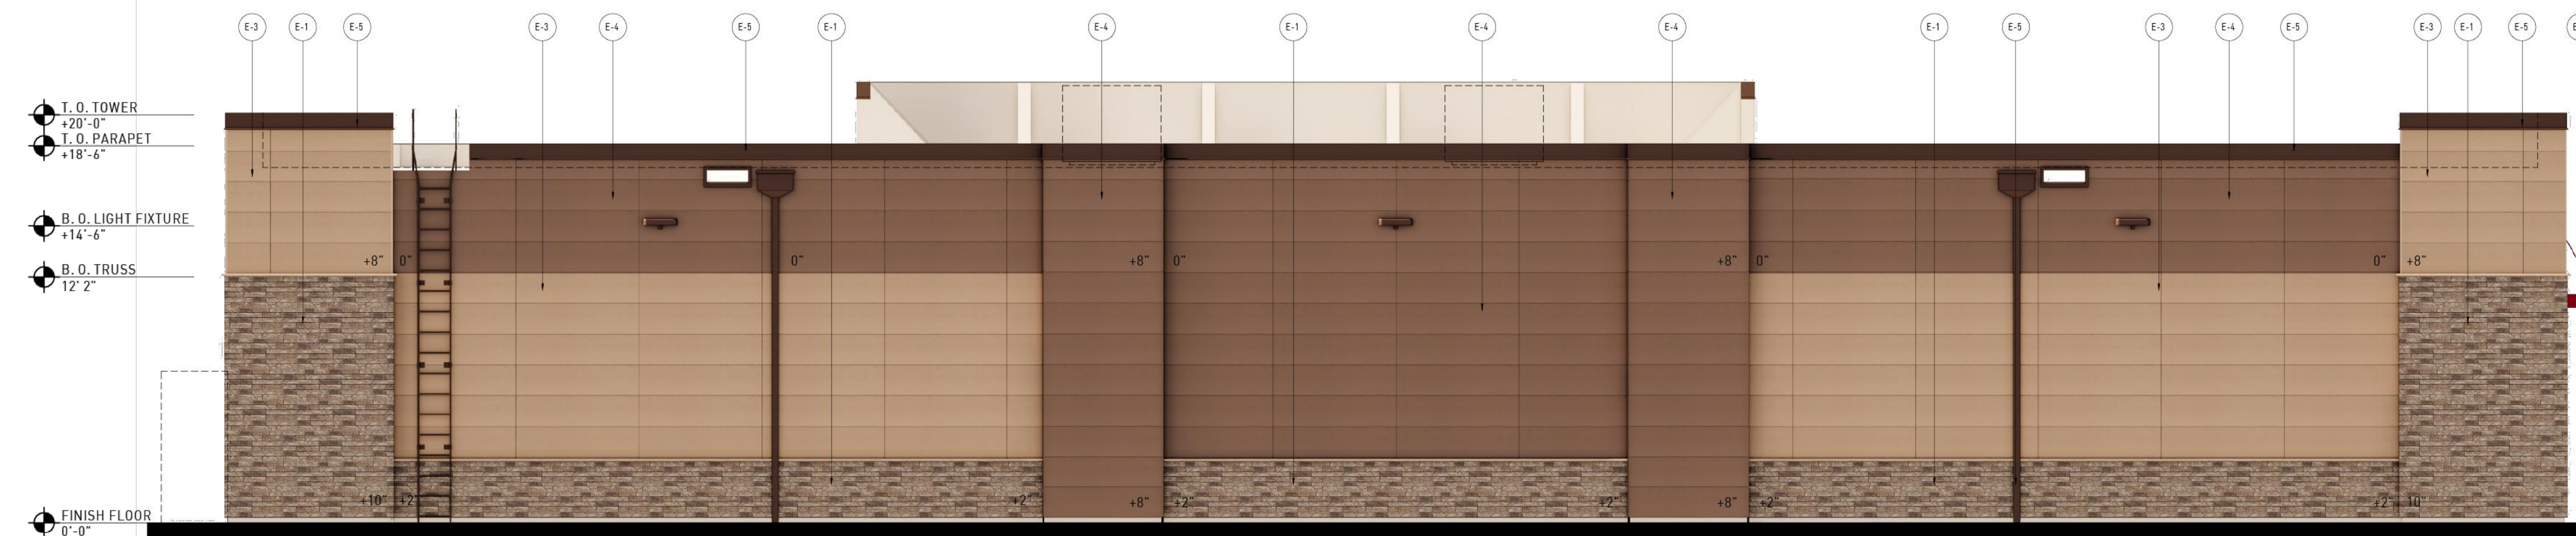 E-3 E-1 E-5 E-3 E-4 E-5 E-1 E-4 E-1 E-4 E-4 E-1 E-5 E-3 E-4 E-5 E-3 E-1 E-5
T. O. TOWER
+20'-0"
T. O. PARAPET
+18'-6"
B. O. LIGHT FIXTURE
+14'-6"
+8" 0" 0" +8" 0" +8" 0" 0" +8"
B. O. TRUSS
12' 2"
+10" +2" +2" +8" +2" +2" +8" +2" +2" 10"
FINISH FLOOR
0'-0"